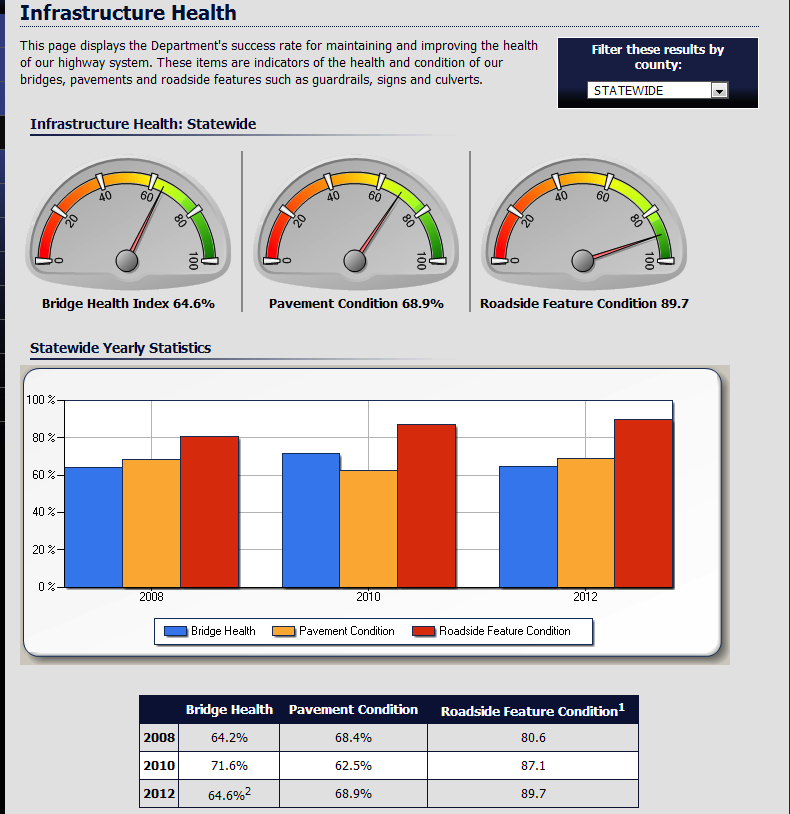 Infrastructure Health
This page displays the Department's success rate for maintaining and improving the health
of our highway system. These items are indicators of the health and condition of our
bridges, pavements and roadside features such as guardrails, signs and culverts.
Filter these results by
county:
STATEWIDE
Infrastructure Health: Statewide
0 20 40 60 80 100
0 20 40 60 80 100
0 20 40 60 80 100
Bridge Health Index 64.6%
Pavement Condition 68.9%
Roadside Feature Condition 89.7
Statewide Yearly Statistics
100 %
80 %
60 %
40 %
20 %
0 %
2008 2010 2012
Bridge Health Pavement Condition Roadside Feature Condition
Bridge Health Pavement Condition Roadside Feature Condition1
2008 64.2% 68.4% 80.6
2010 71.6% 62.5% 87.1
2012 64.6%2 68.9% 89.7